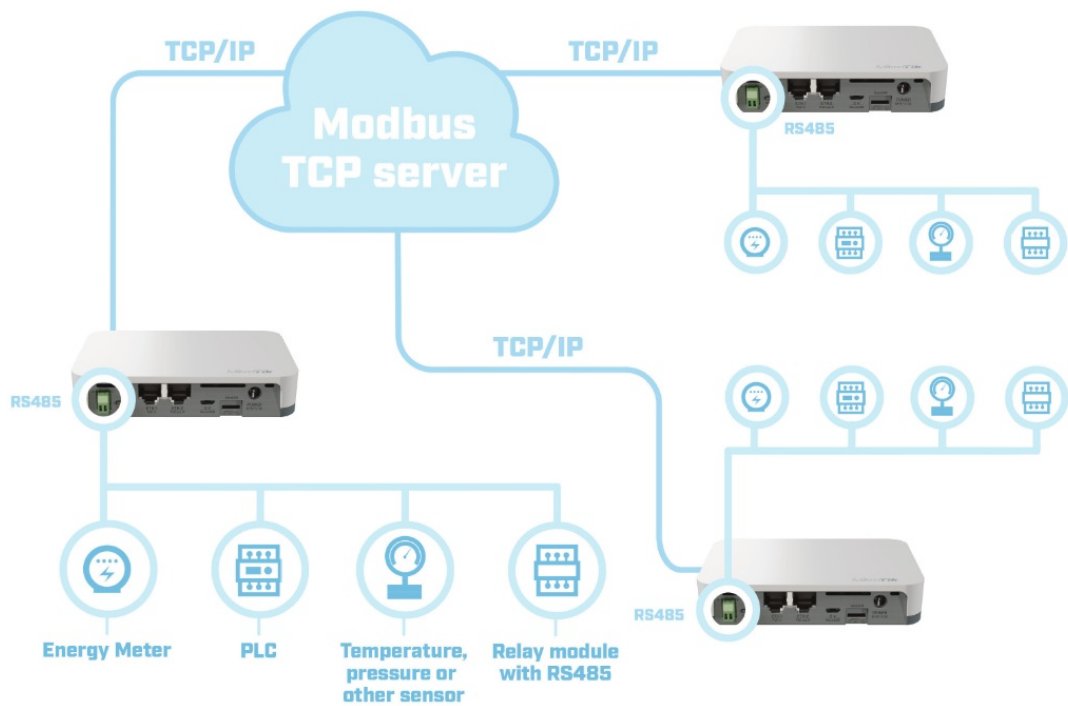 TCP/IP
TCP/IP
Modbus
TCP server
RS485
TCP/IP
RS485
RS485
Energy Meter
PLC
Temperature,
pressure or
other sensor
Relay module
with RS485